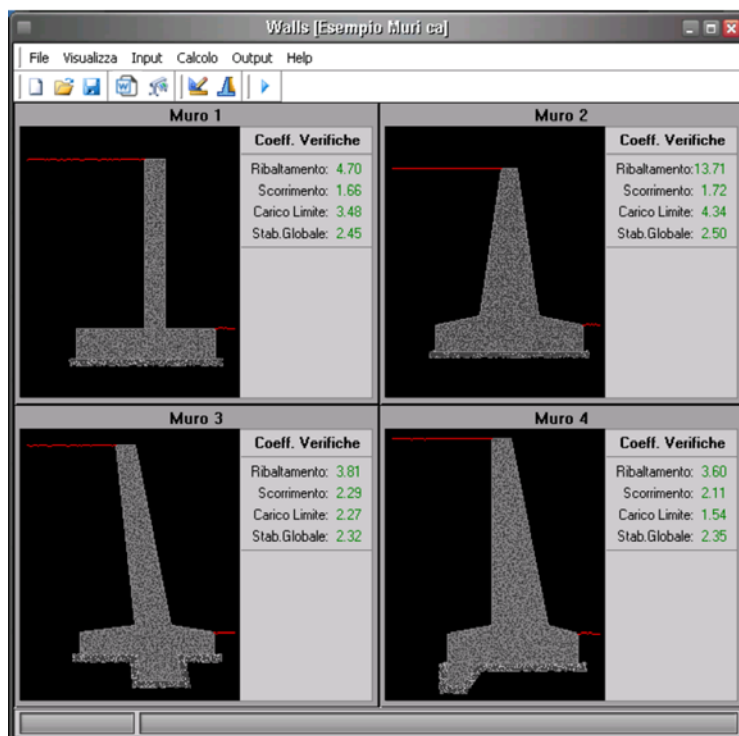 Walls [Esempio Muri ca]
File Visualizza Input Calcolo Output Help
Muro 1
Coeff. Verifiche
Ribaltamento: 4.70
Scorrimento: 1.66
Carico Limite: 3.48
Stab.Globale: 2.45
Muro 2
Coeff. Verifiche
Ribaltamento:13.71
Scorrimento: 1.72
Carico Limite: 4.34
Stab.Globale: 2.50
Muro 3
Coeff. Verifiche
Ribaltamento: 3.81
Scorrimento: 2.29
Carico Limite: 2.27
Stab.Globale: 2.32
Muro 4
Coeff. Verifiche
Ribaltamento: 3.60
Scorrimento: 2.11
Carico Limite: 1.54
Stab.Globale: 2.35